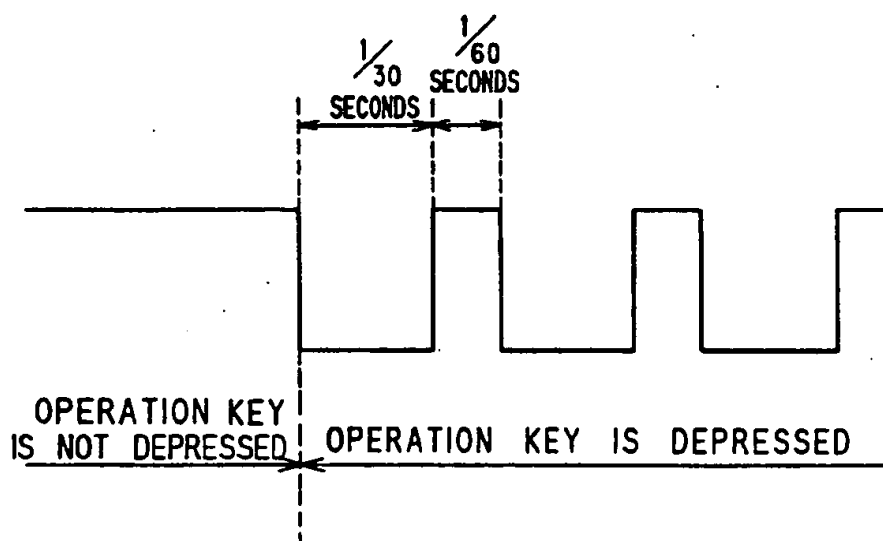 1/30
SECONDS
1/60
SECONDS
OPERATION KEY
IS NOT DEPRESSED
OPERATION KEY IS DEPRESSED